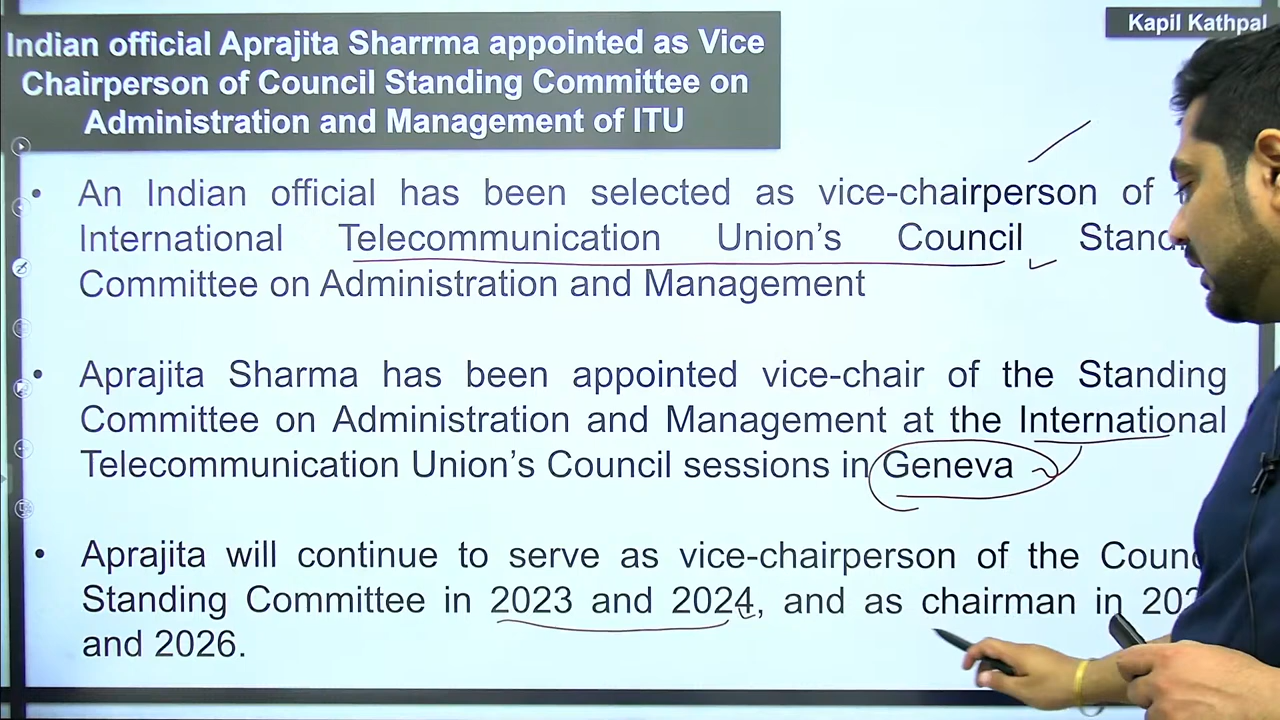 Indian official Aprajita Sharrma appointed as Vice
Chairperson of Council Standing Committee on
Administration and Management of ITU
Kapil Kathpal
• An Indian official has been selected as vice-chairperson of
International Telecommunication Union's Council
Committee on Administration and Management
• Aprajita Sharma has been appointed vice-chair of the Standing
Committee on Administration and Management at the International
Telecommunication Union's Council sessions in Geneva
• Aprajita will continue to serve as vice-chairperson of the
Standing Committee in 2023 and 2024, and as chairman in
and 2026.